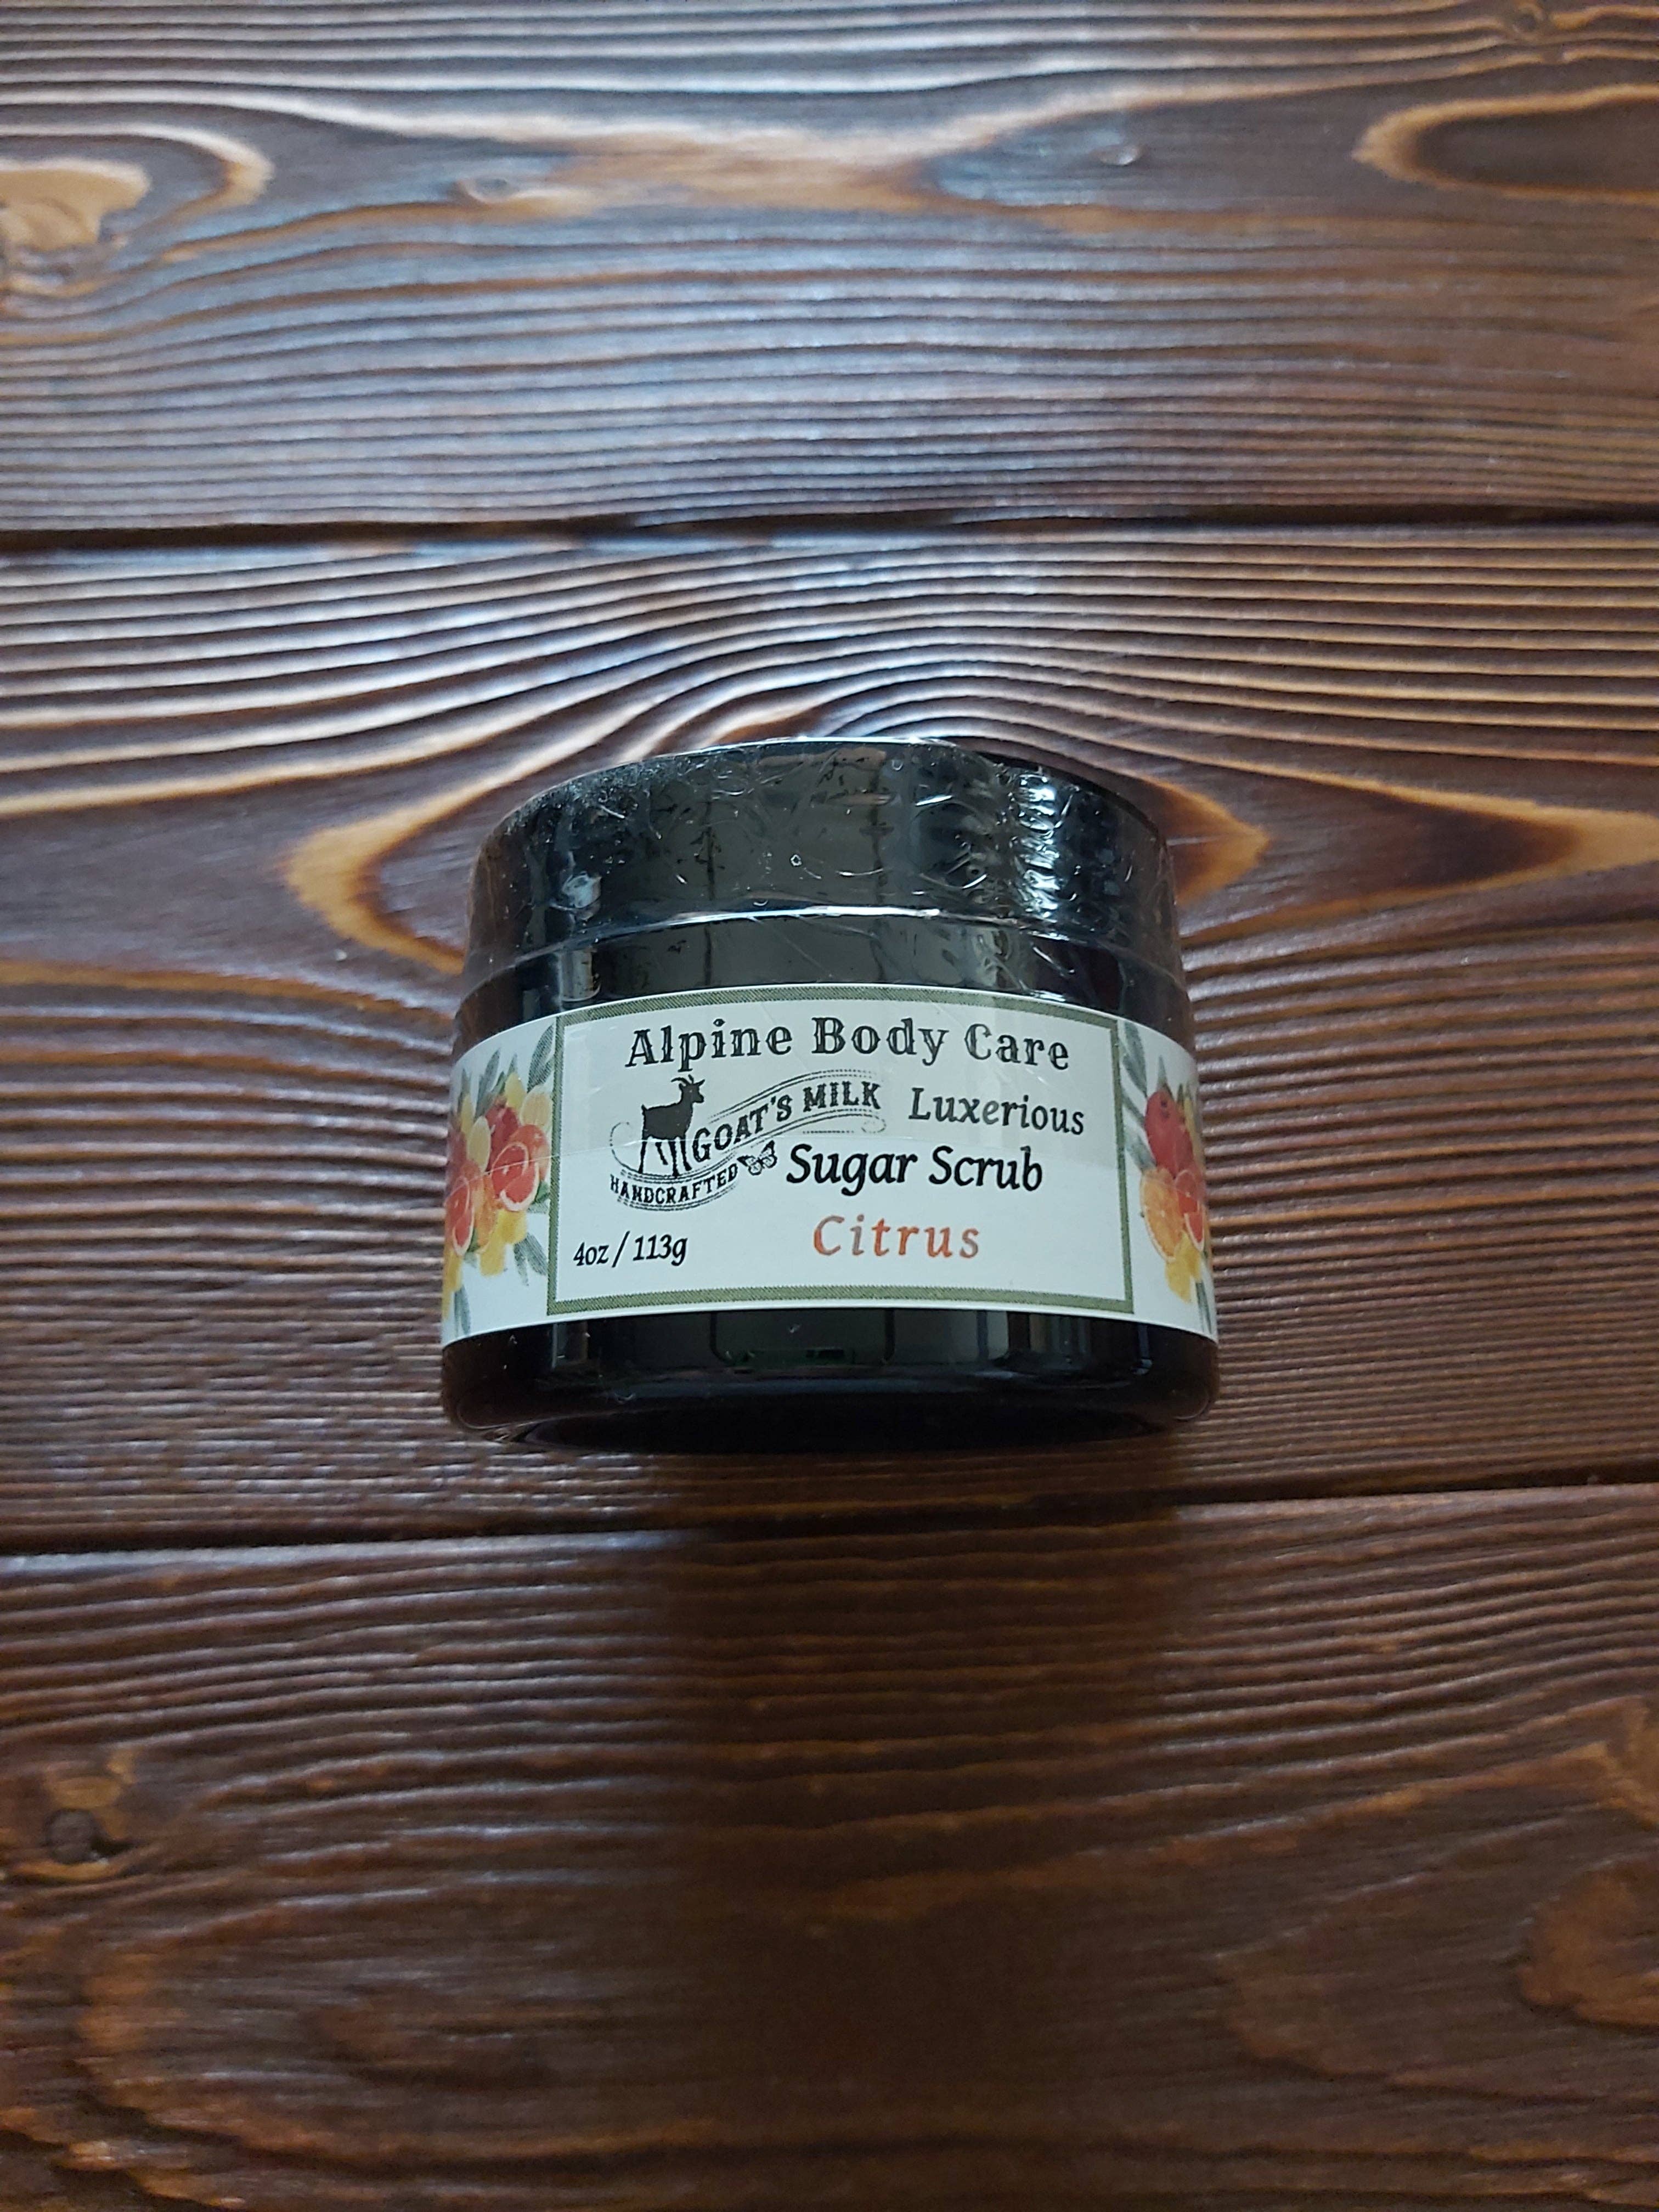 Alpine Body Care
GOAT'S MILK
HANDCRAFTED
Luxerious
Sugar Scrub
Citrus
4oz / 113g